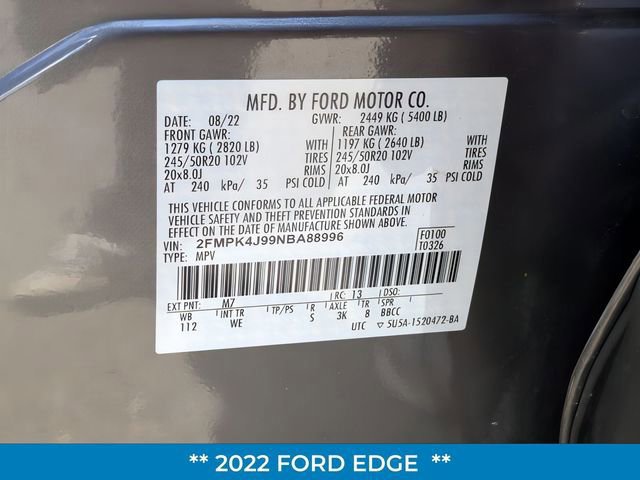 MFD. BY FORD MOTOR CO.
DATE: 08/22 GVWR: 2449 KG ( 5400 LB)
FRONT GAWR: REAR GAWR:
1279 KG ( 2820 LB) WITH 1197 KG ( 2640 LB) WITH
245/50R20 102V TIRES 245/50R20 102V TIRES
20x8.0J RIMS 20x8.0J RIMS
AT 240 kPa/ 35 PSI COLD AT 240 kPa/ 35 PSI COLD
THIS VEHICLE CONFORMS TO ALL APPLICABLE FEDERAL MOTOR
VEHICLE SAFETY AND THEFT PREVENTION STANDARDS IN
EFFECT ON THE DATE OF MANUFACTURE SHOWN ABOVE.
VIN: 2FMPK4J99NBA88996 F0100
TYPE: MPV T0326
EXT PNT: M7 RC: 13 DSO:
WB INT TR TP/PS R AXLE TR SPR
112 WE S 3K 8 BBCC
UTC ▽ 5U5A-1520472-BA
** 2022 FORD EDGE **